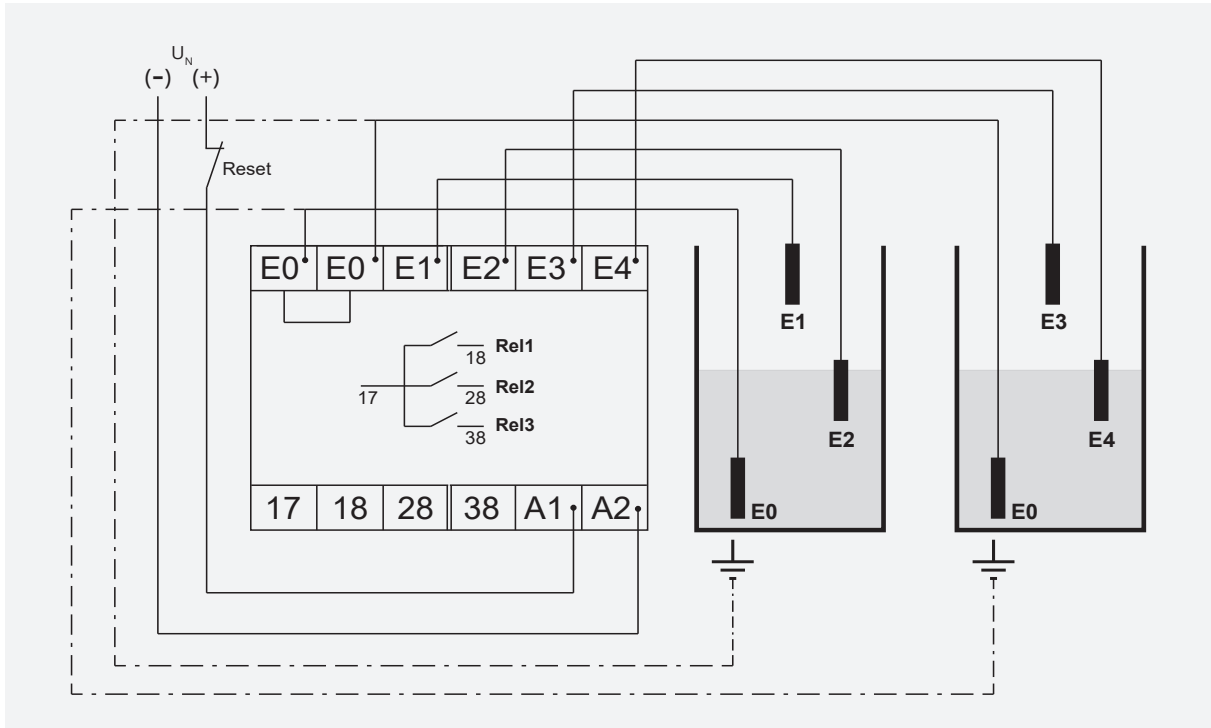 U_N
(-) (+)
Reset
E0 E0 E1 E2 E3 E4
18 Rel1
17 28 Rel2
38 Rel3
17 18 28 38 A1 A2
E1
E2
E0
E3
E4
E0